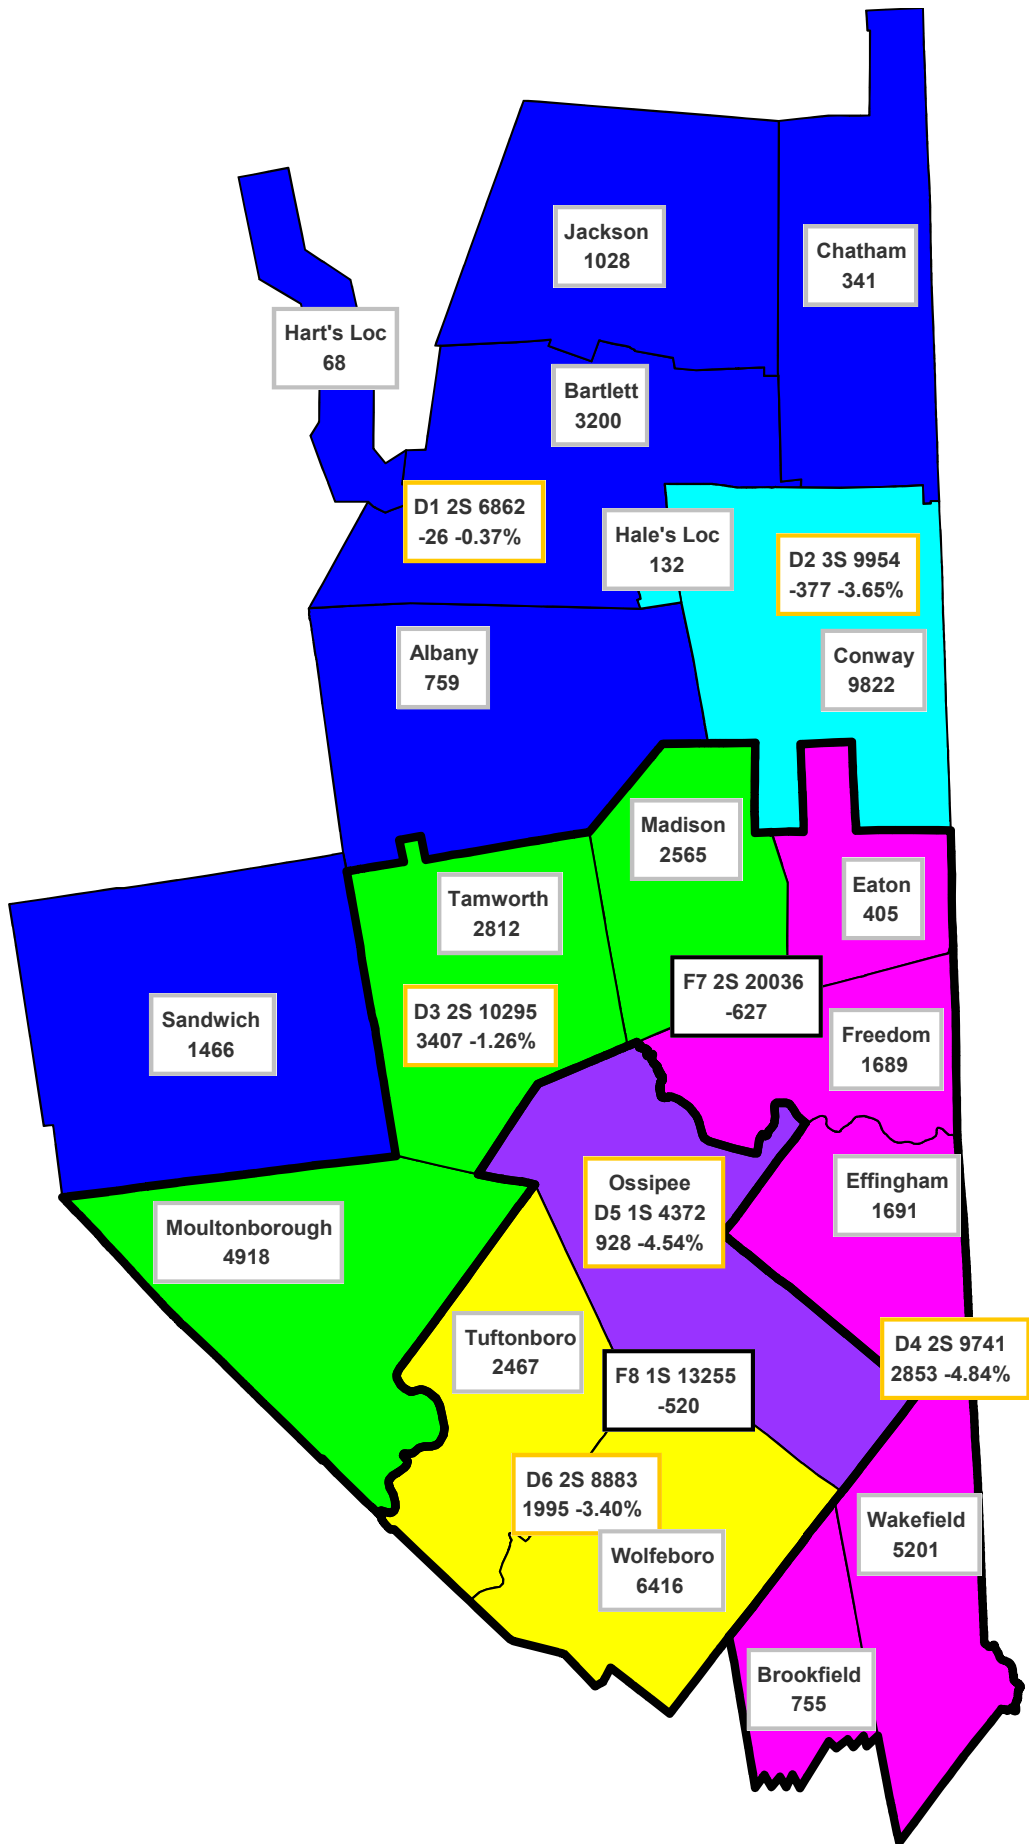 Jackson
1028
Chatham
341
Hart's Loc
68
Bartlett
3200
D1 2S 6862
-26 -0.37%
Hale's Loc
132
D2 3S 9954
-377 -3.65%
Albany
759
Conway
9822
Madison
2565
Tamworth
2812
Eaton
405
F7 2S 20036
-627
Sandwich
1466
D3 2S 10295
3407 -1.26%
Freedom
1689
Ossipee
D5 1S 4372
928 -4.54%
Effingham
1691
Moultonborough
4918
Tuftonboro
2467
D4 2S 9741
2853 -4.84%
F8 1S 13255
-520
D6 2S 8883
1995 -3.40%
Wakefield
5201
Wolfeboro
6416
Brookfield
755